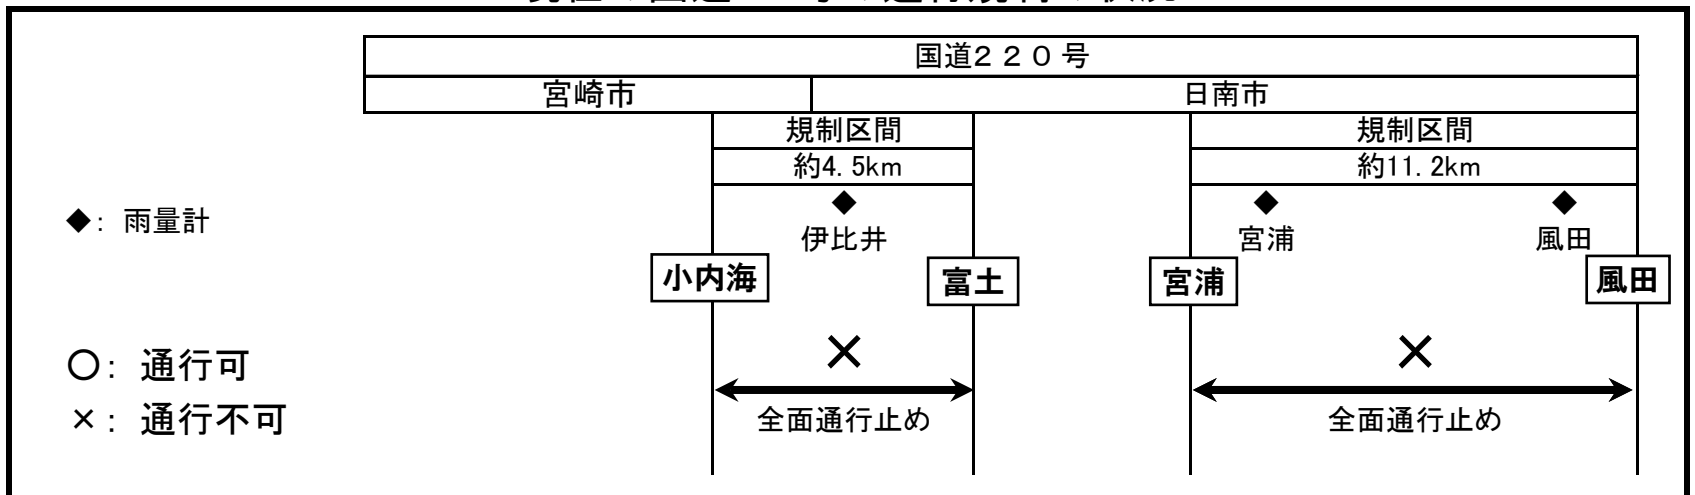 国道２２０号
宮崎市 日南市
規制区間 規制区間
約4.5km 約11.2km
◆: 雨量計
伊比井 宮浦 風田
小内海 富土 宮浦 風田
× ×
○: 通行可
×: 通行不可
全面通行止め 全面通行止め